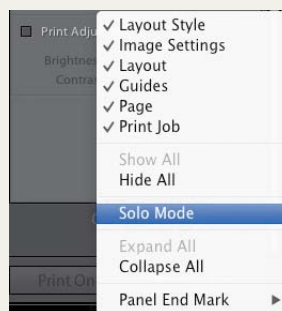 Print Adju
Brightnes
Contra
✓ Layout Style
✓ Image Settings
✓ Layout
✓ Guides
✓ Page
✓ Print Job
Show All
Hide All
Solo Mode
Expand All
Collapse All
Print On
Panel End Mark ▶